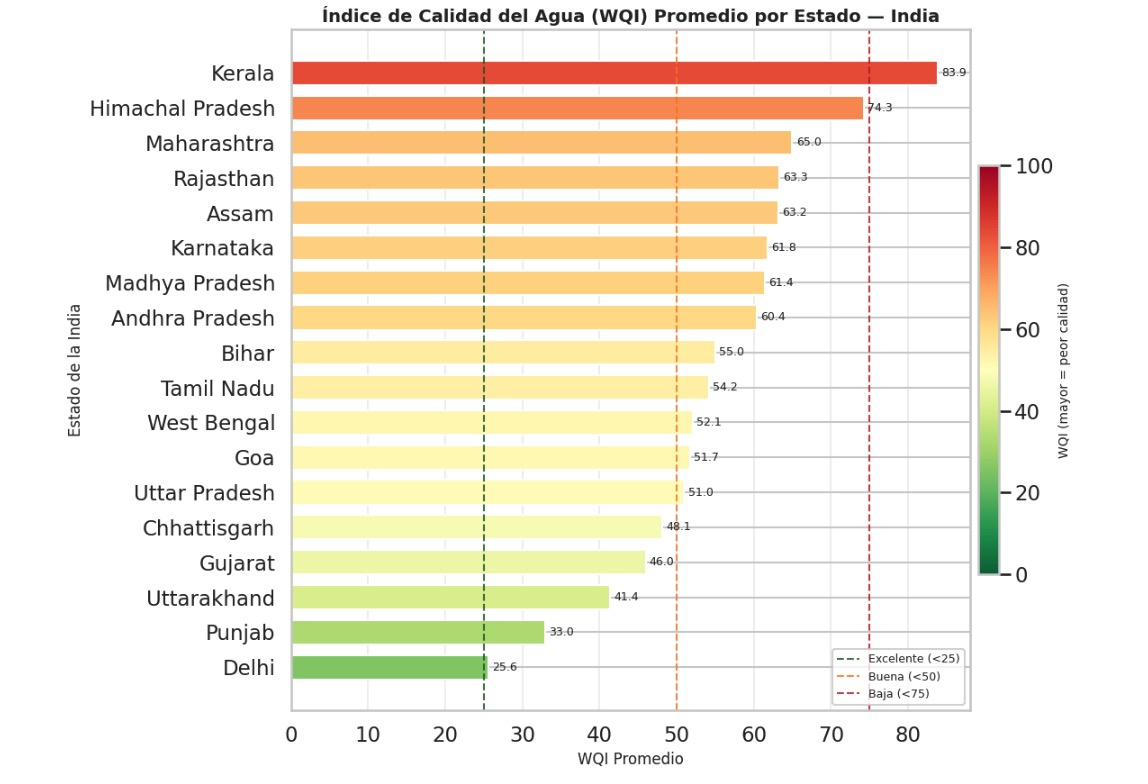 Índice de Calidad del Agua (WQI) Promedio por Estado — India
Estado de la India
Kerala 83.9
Himachal Pradesh 74.3
Maharashtra 65.0
Rajasthan 63.3
Assam 63.2
Karnataka 61.8
Madhya Pradesh 61.4
Andhra Pradesh 60.4
Bihar 55.0
Tamil Nadu 54.2
West Bengal 52.1
Goa 51.7
Uttar Pradesh 51.0
Chhattisgarh 48.1
Gujarat 46.0
Uttarakhand 41.4
Punjab 33.0
Delhi 25.6
Excelente (<25)
Buena (<50)
Baja (<75)
0 10 20 30 40 50 60 70 80
WQI Promedio
100
80
60
40
20
0
WQI (mayor = peor calidad)